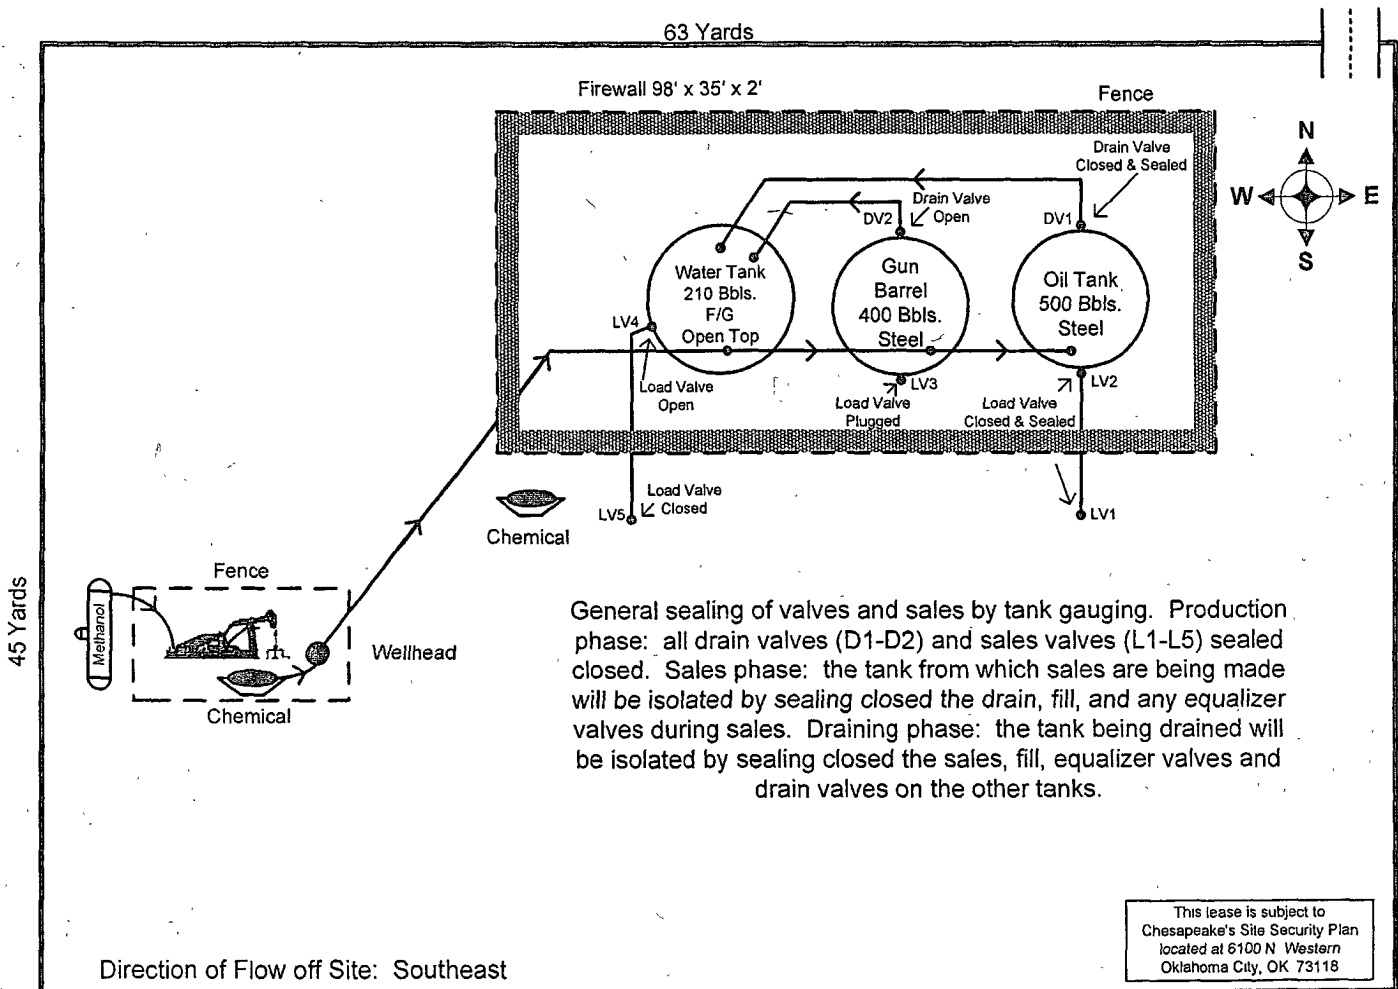 63 Yards
Firewall 98' x 35' x 2'
Fence
N
W
E
S
Drain Valve
Closed & Sealed
Drain Valve
Open
DV2
DV1
Water Tank
210 Bbls.
F/G
Open Top
Gun
Barrel
400 Bbls.
Steel
Oil Tank
500 Bbls.
Steel
LV4
Load Valve
Open
LV3
Load Valve
Plugged
LV2
Load Valve
Closed & Sealed
Load Valve
Closed
LV5
LV1
Chemical
45 Yards
Fence
Methanol
Wellhead
Chemical
General sealing of valves and sales by tank gauging. Production
phase: all drain valves (D1-D2) and sales valves (L1-L5) sealed
closed. Sales phase: the tank from which sales are being made
will be isolated by sealing closed the drain, fill, and any equalizer
valves during sales. Draining phase: the tank being drained will
be isolated by sealing closed the sales, fill, equalizer valves and
drain valves on the other tanks.
This lease is subject to
Chesapeake's Site Security Plan
located at 6100 N Western
Oklahoma City, OK 73118
Direction of Flow off Site: Southeast